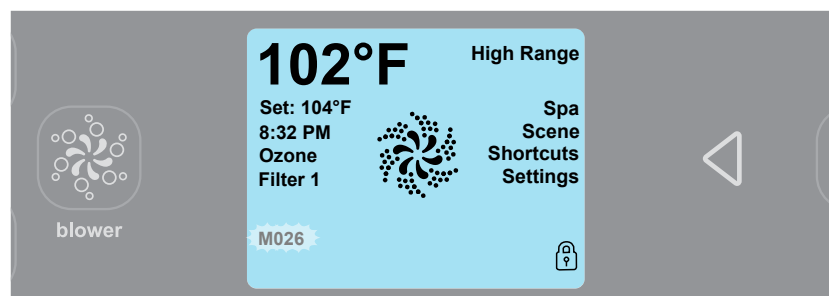 102°F
High Range
Set: 104°F
8:32 PM
Ozone
Filter 1
Spa
Scene
Shortcuts
Settings
M026
blower